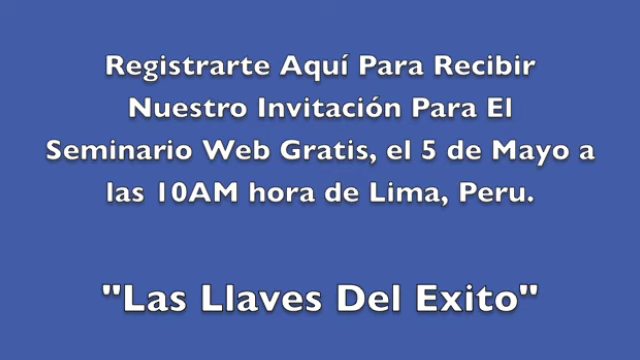 Registrarte Aquí Para Recibir
Nuestro Invitación Para El
Seminario Web Gratis, el 5 de Mayo a
las 10AM hora de Lima, Peru.
"Las Llaves Del Exito"